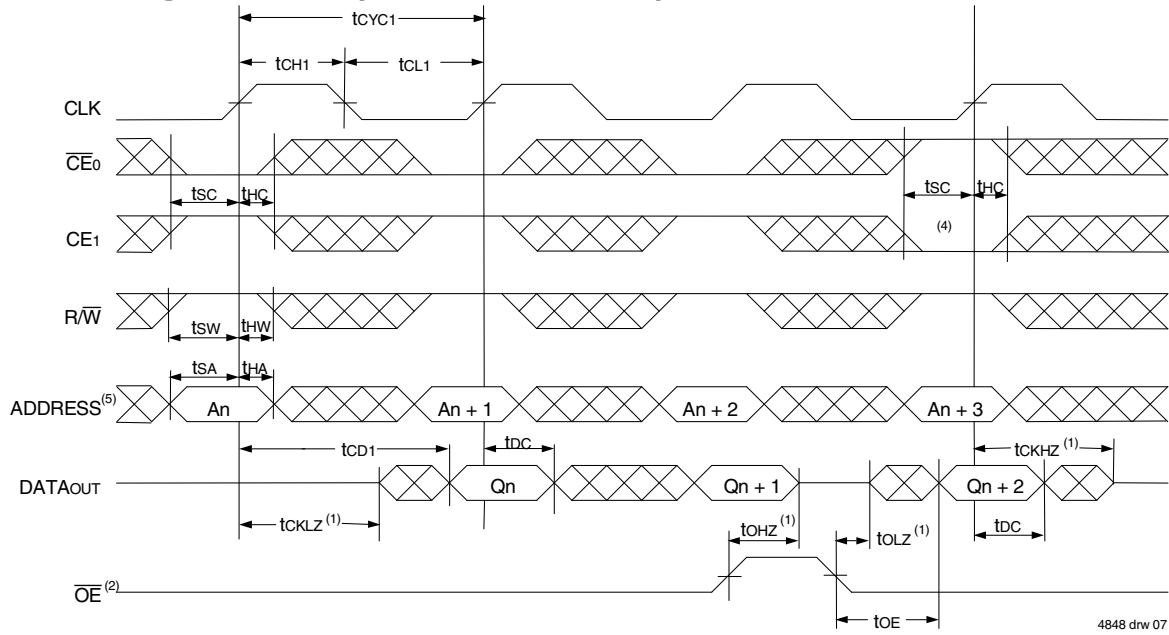 tCYC1
tCH1 tCL1
CLK
CE0
tSC tHC tSC tHC
CE1 (4)
R/W
tSW tHW
tSA tHA
ADDRESS(5) An An + 1 An + 2 An + 3
tCD1 tDC tCKHZ (1)
DATAOUT Qn Qn + 1 Qn + 2
tCKLZ (1) tOHZ (1) tOLZ (1) tDC
OE (2)
tOE
4848 drw 07